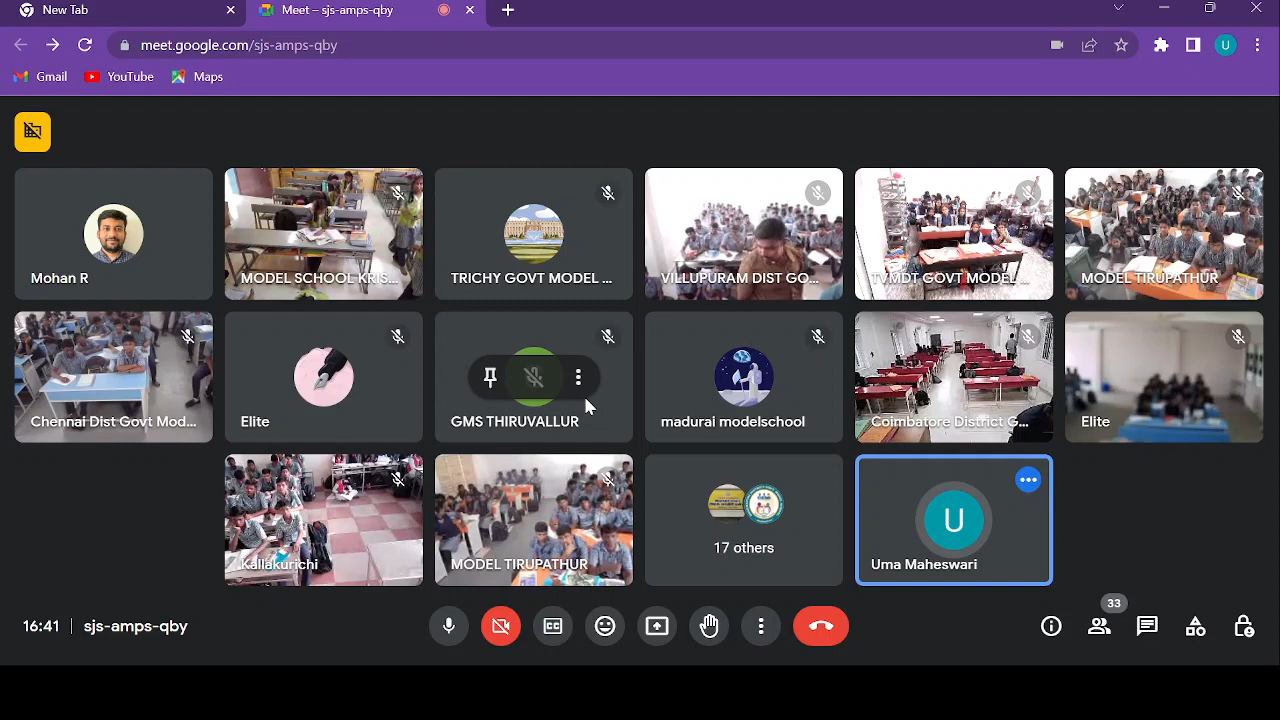 New Tab
Meet – sjs-amps-qby
meet.google.com/sjs-amps-qby
U
Gmail
YouTube
Maps
Mohan R
MODEL SCHOOL KRIS...
TRICHY GOVT MODEL ...
VILLUPURAM DIST GO...
TVMDT GOVT MODEL ...
MODEL TIRUPATHUR
Chennai Dist Govt Mod...
Elite
GMS THIRUVALLUR
madurai modelschool
Coimbatore District G...
Elite
Kallakurichi
MODEL TIRUPATHUR
17 others
U
Uma Maheswari
16:41 | sjs-amps-qby
CC
33